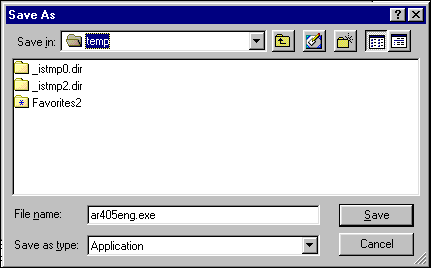 Save As
Save in: temp
_istmp0.dir
_istmp2.dir
Favorites2
File name: ar405eng.exe Save
Save as type: Application Cancel